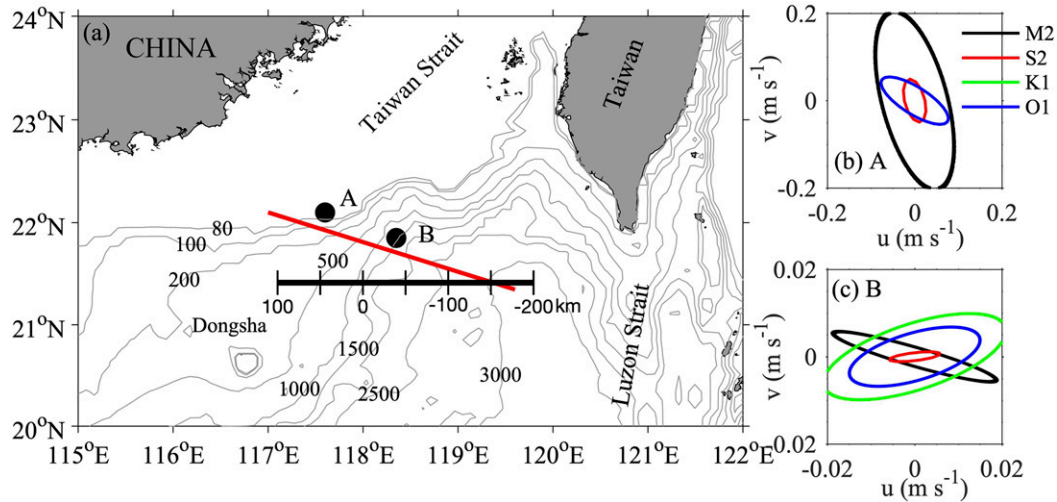 24°N
23°N
22°N
21°N
20°N
115°E
116°E
117°E
118°E
119°E
120°E
121°E
122°E
(a)
CHINA
Taiwan Strait
Taiwan
A
B
80
100
200
500
100
0
-100
-200km
Dongsha
1500
1000
2500
3000
Luzon Strait
0.2
0
-0.2
v (m s⁻¹)
(b) A
-0.2
0
0.2
u (m s⁻¹)
M2
S2
K1
O1
0.02
0
-0.02
v (m s⁻¹)
(c) B
-0.02
0
0.02
u (m s⁻¹)